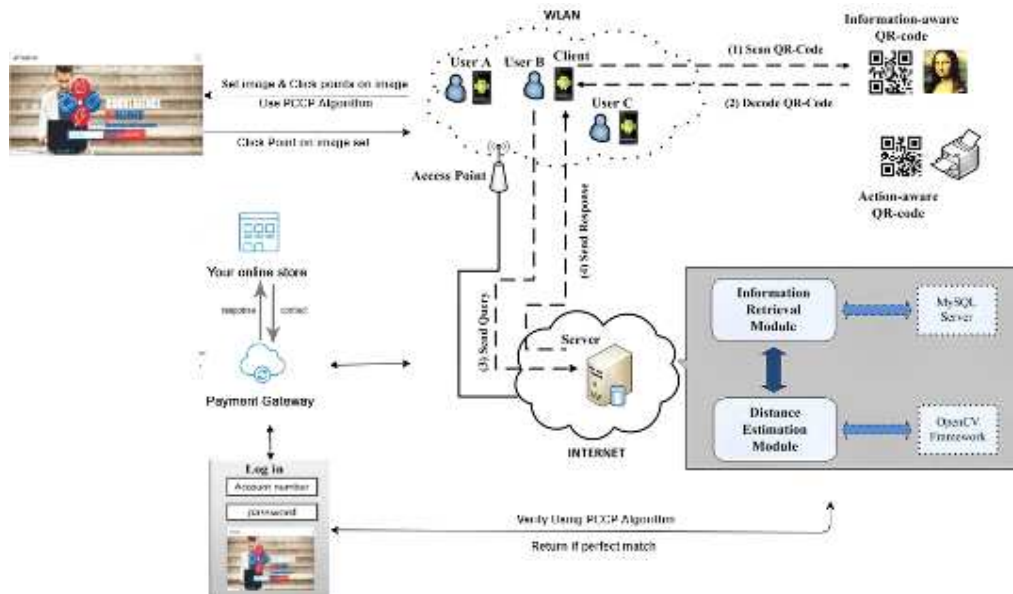 WLAN
User A
User B
Client
User C
(1) Scan QR-Code
(2) Decode QR-Code
Information-aware
QR-code
Action-aware
QR-code
Set image & Click points on image
Use PCCP Algorithm
Click Point on image set
Access Point
(3) Send Query
(4) Send Response
Your online store
response
contact
Payment Gateway
Server
INTERNET
Information
Retrieval
Module
MySQL
Server
Distance
Estimation
Module
OpenCV
Framework
Log in
Account number
password
Verify Using PCCP Algorithm
Return if perfect match